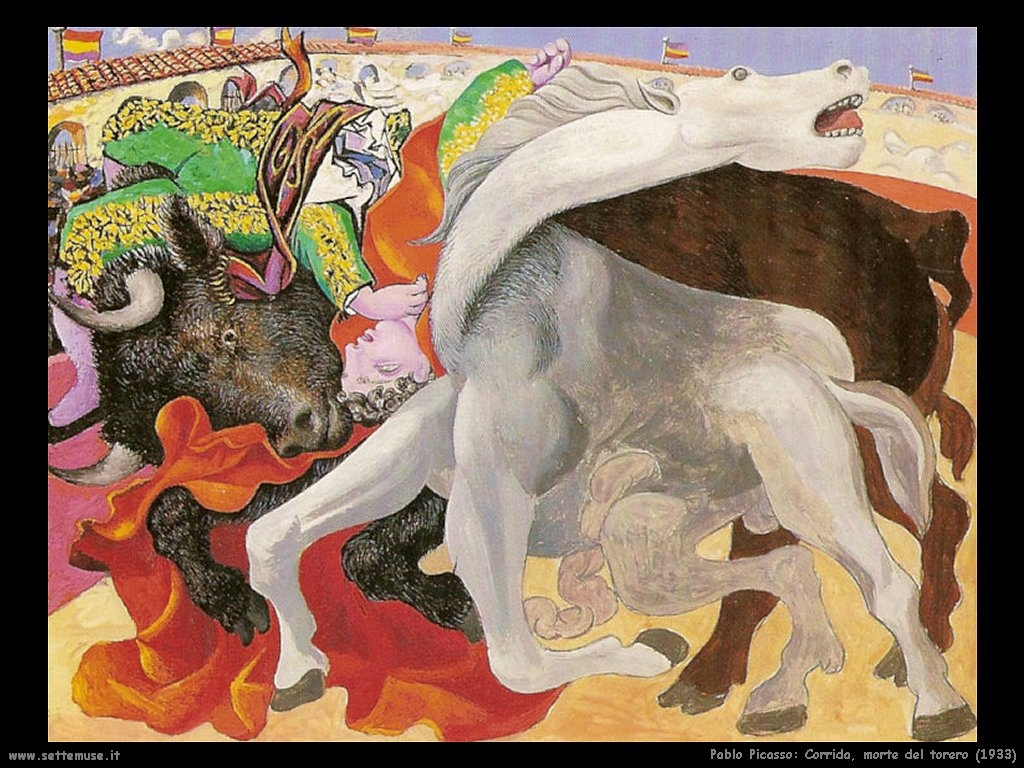 www.settemuse.it
Pablo Picasso: Corrida, morte del torero (1933)